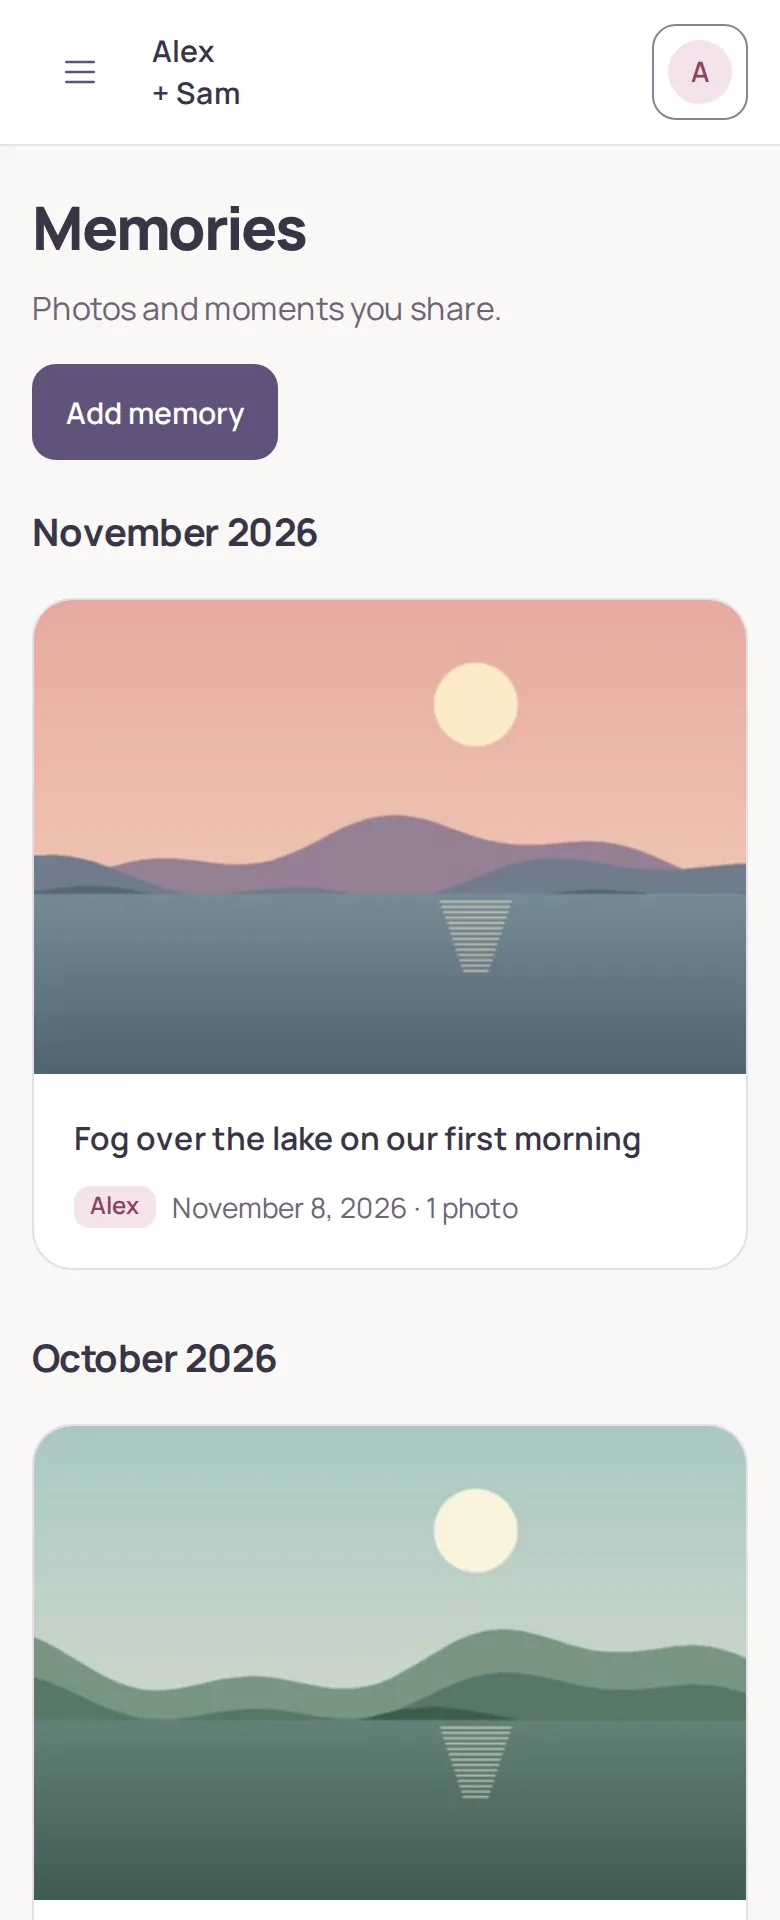 Alex
+ Sam
A
Memories
Photos and moments you share.
Add memory
November 2026
Fog over the lake on our first morning
Alex November 8, 2026 · 1 photo
October 2026